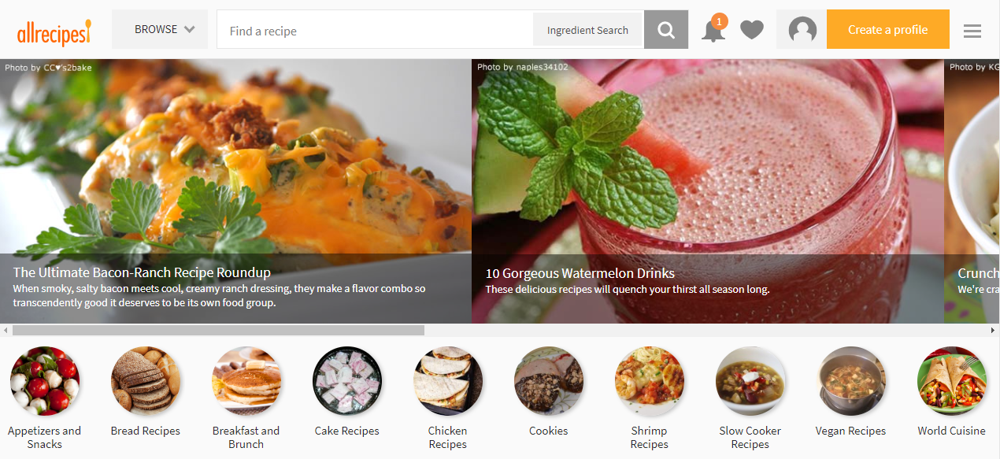 allrecipes
BROWSE
Find a recipe
Ingredient Search
1
Create a profile
Photo by CC♥'s2bake
Photo by naples34102
Photo by KG
The Ultimate Bacon-Ranch Recipe Roundup
When smoky, salty bacon meets cool, creamy ranch dressing, they make a flavor combo so
transcendently good it deserves to be its own food group.
10 Gorgeous Watermelon Drinks
These delicious recipes will quench your thirst all season long.
Crunch
We're cra
Appetizers and
Snacks
Bread Recipes
Breakfast and
Brunch
Cake Recipes
Chicken
Recipes
Cookies
Shrimp
Recipes
Slow Cooker
Recipes
Vegan Recipes
World Cuisine